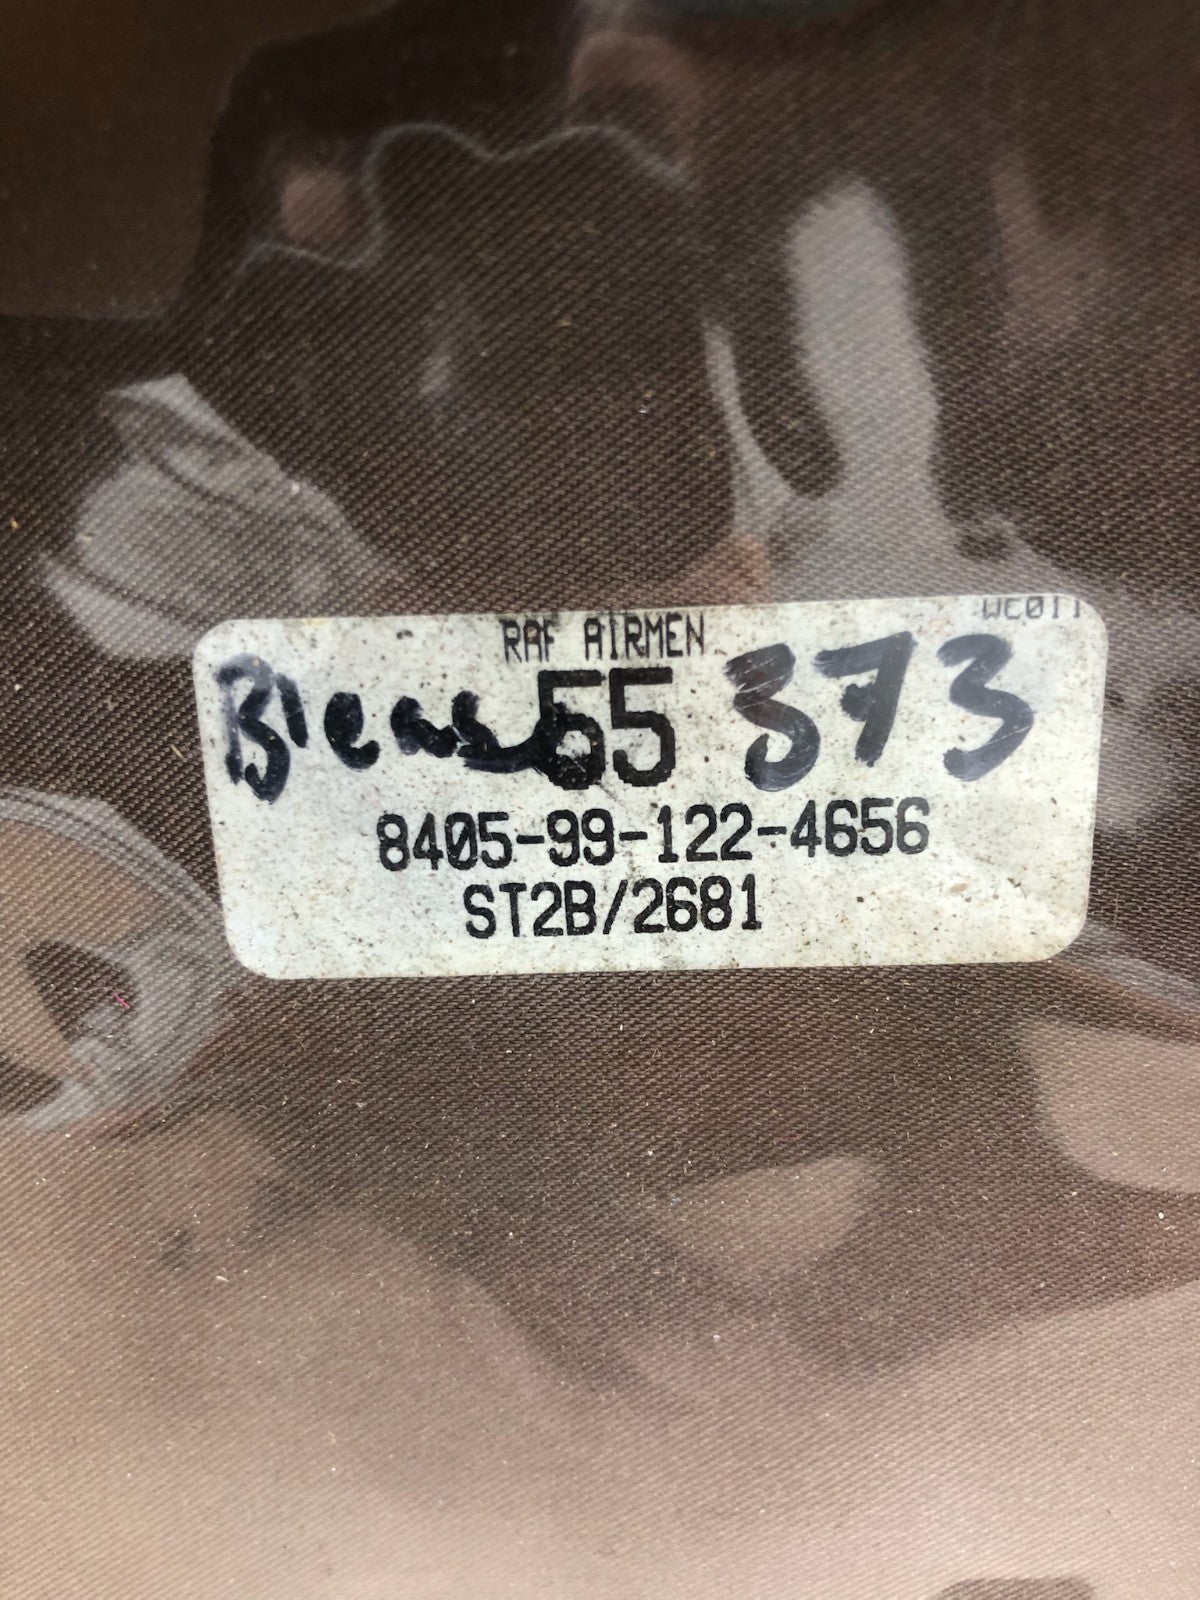 WC011
RAF AIRMEN
55 373
8405-99-122-4656
ST2B/2681